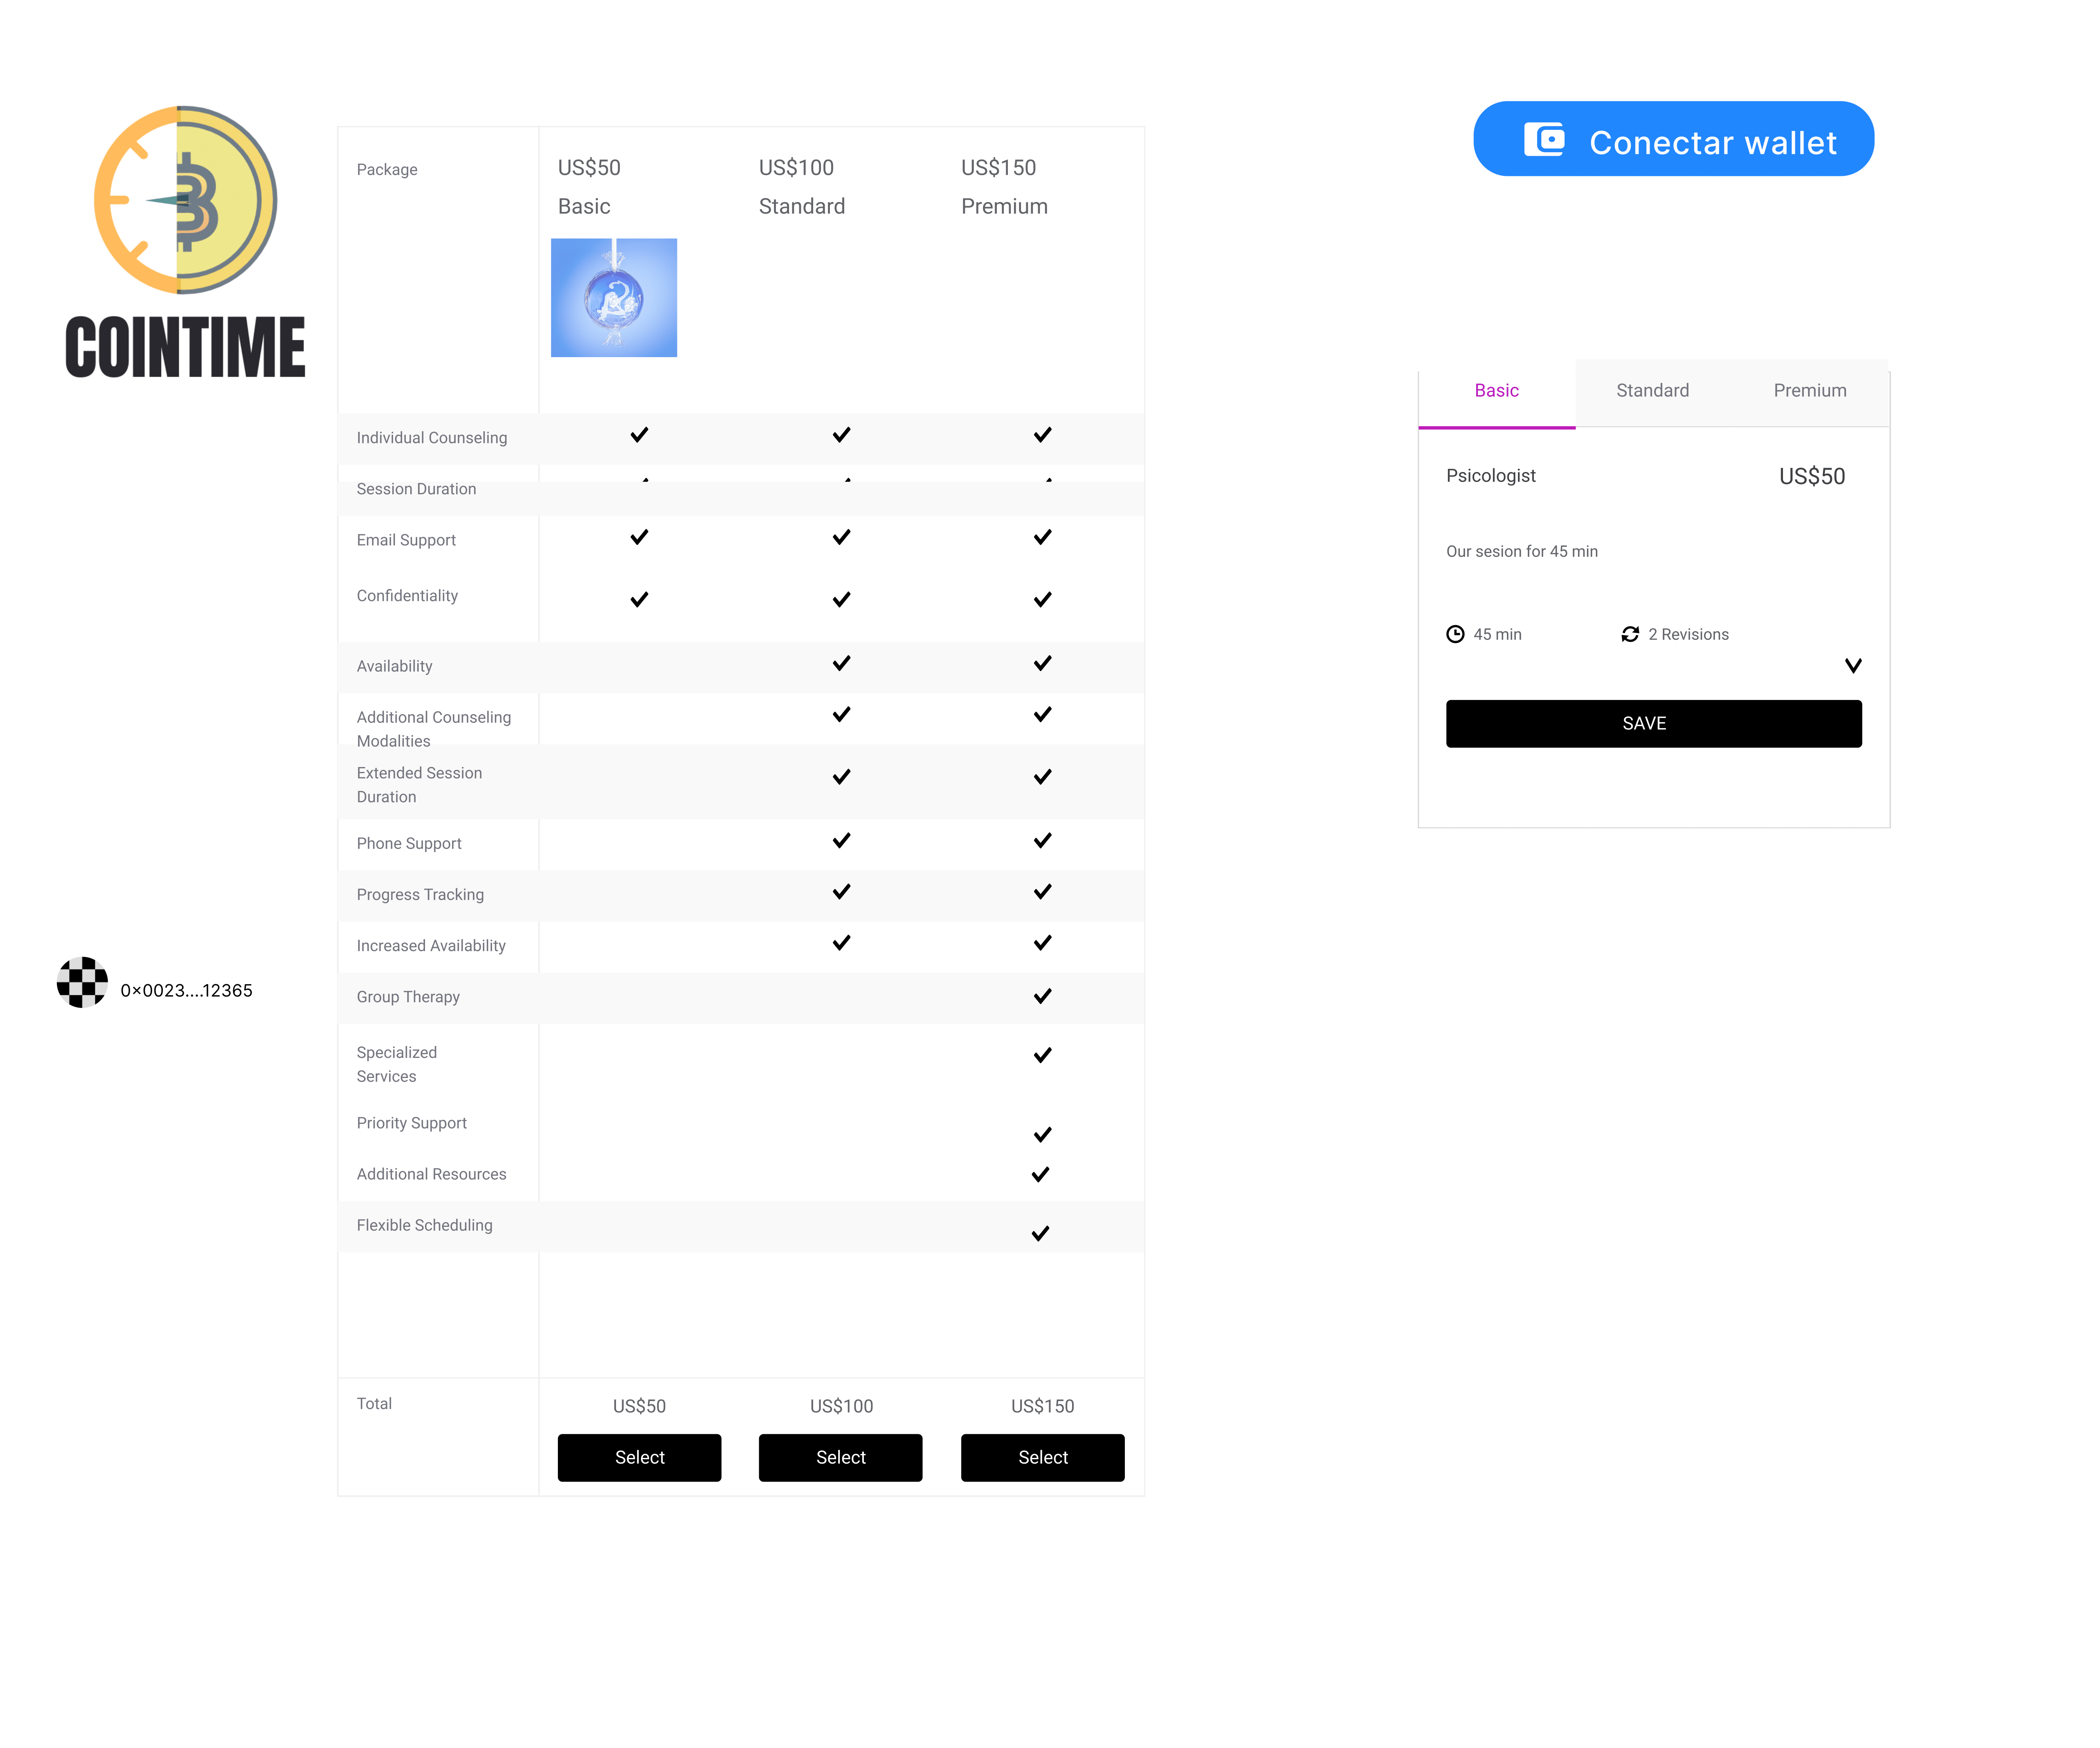 COINTIME
Conectar wallet
Package
US$50
US$100
US$150
Basic
Standard
Premium
Individual Counseling
Session Duration
Email Support
Confidentiality
Availability
Additional Counseling
Modalities
Extended Session
Duration
Phone Support
Progress Tracking
Increased Availability
Group Therapy
Specialized
Services
Priority Support
Additional Resources
Flexible Scheduling
Total
US$50
US$100
US$150
Select
Select
Select
Basic
Standard
Premium
Psicologist
US$50
Our sesion for 45 min
45 min
2 Revisions
SAVE
0×0023....12365